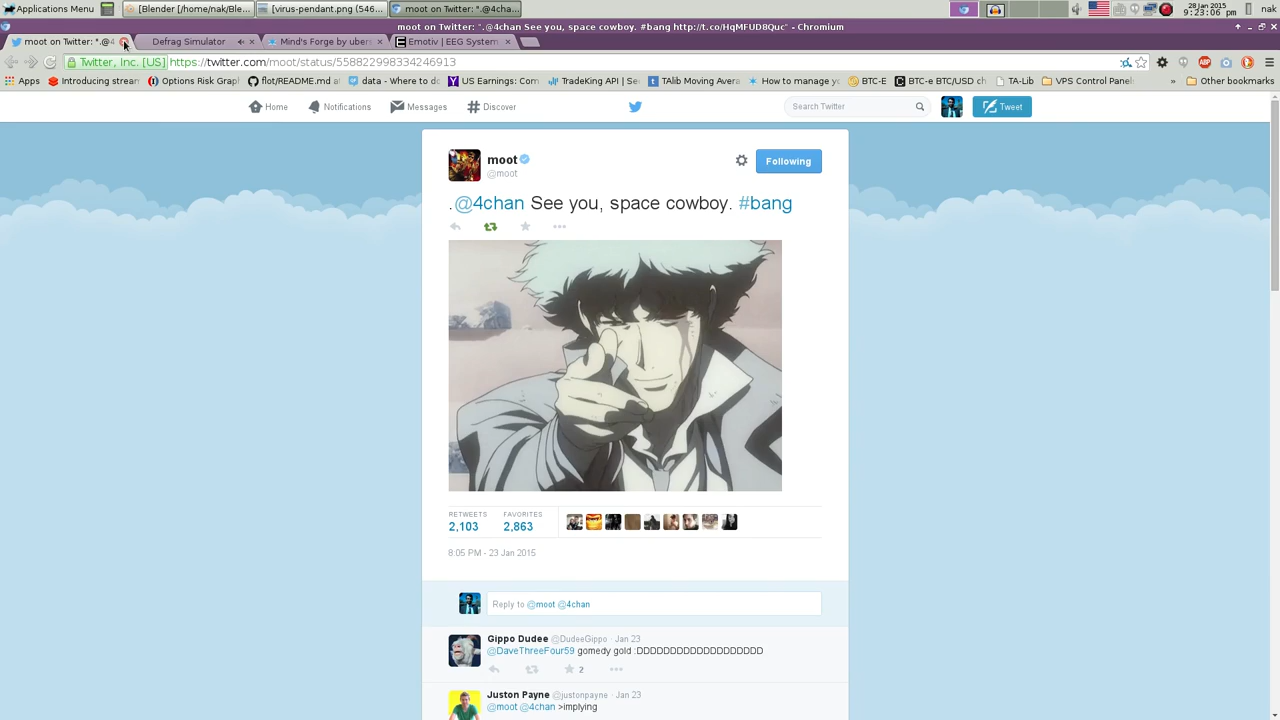 Applications Menu
[Blender [/home/nak/Ble...
[virus-pendant.png (546...
moot on Twitter: ".@4cha...
28 Jan 2015
9:23:06 pm
nak
moot on Twitter: ".@4chan See you, space cowboy. #bang http://t.co/HqMFUD8Quc" - Chromium
moot on Twitter: ".@4
Defrag Simulator
Mind's Forge by ubers
Emotiv | EEG System
Twitter, Inc. [US]
https://twitter.com/moot/status/558822998334246913
Apps
Introducing stream
Options Risk Graph
flot/README.md at
data - Where to do
US Earnings: Com
TradeKing API | Se
TAlib Moving Avera
How to manage yo
BTC-E
BTC-e BTC/USD ch
TA-Lib
VPS Control Panel
Other bookmarks
Home
Notifications
Messages
Discover
Search Twitter
Tweet
moot
@moot
Following
.@4chan See you, space cowboy. #bang
RETWEETS
2,103
FAVORITES
2,863
8:05 PM - 23 Jan 2015
Reply to @moot @4chan
Gippo Dudee @DudeeGippo · Jan 23
@DaveThreeFour59 gomedy gold :DDDDDDDDDDDDDDDDDDD
2
Juston Payne @justonpayne · Jan 23
@moot @4chan >implying